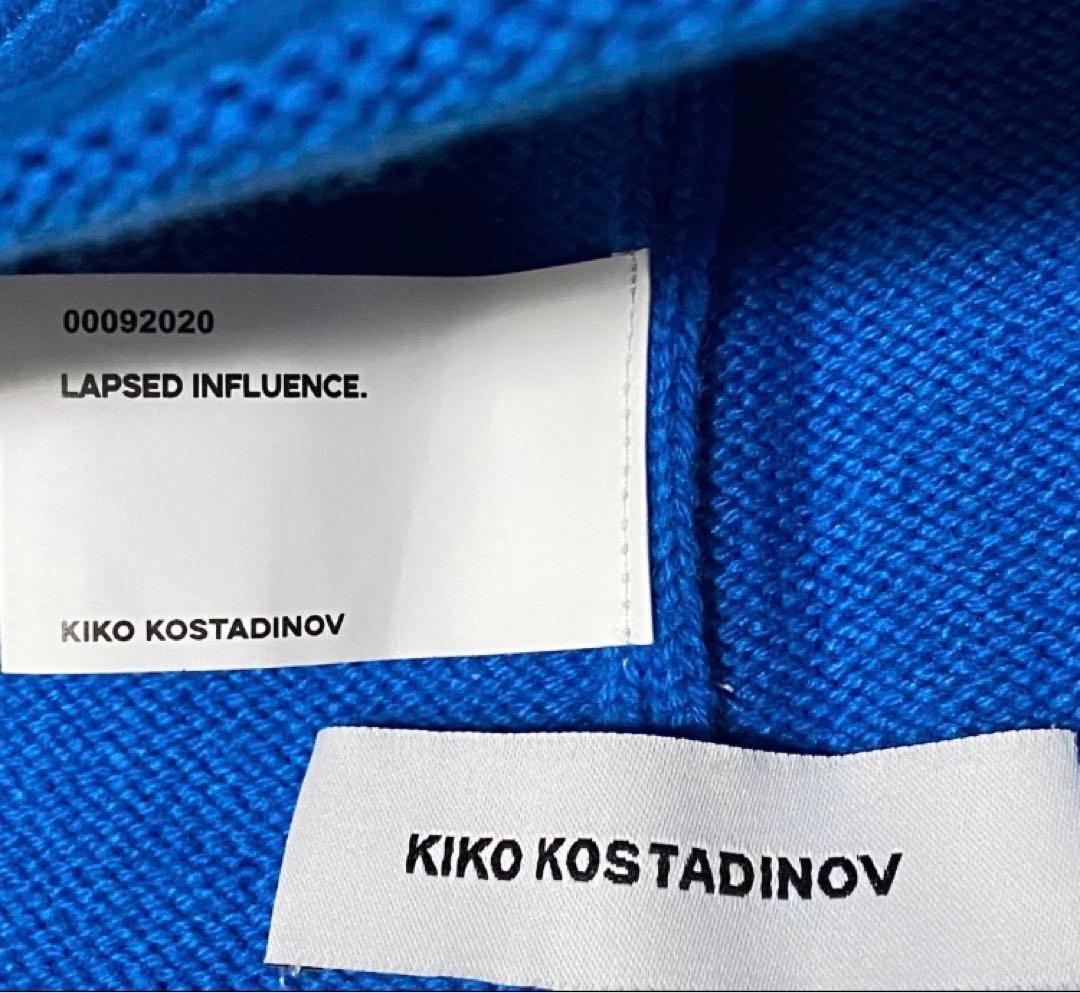 00092020
LAPSED INFLUENCE.
KIKO KOSTADINOV
KIKO KOSTADINOV